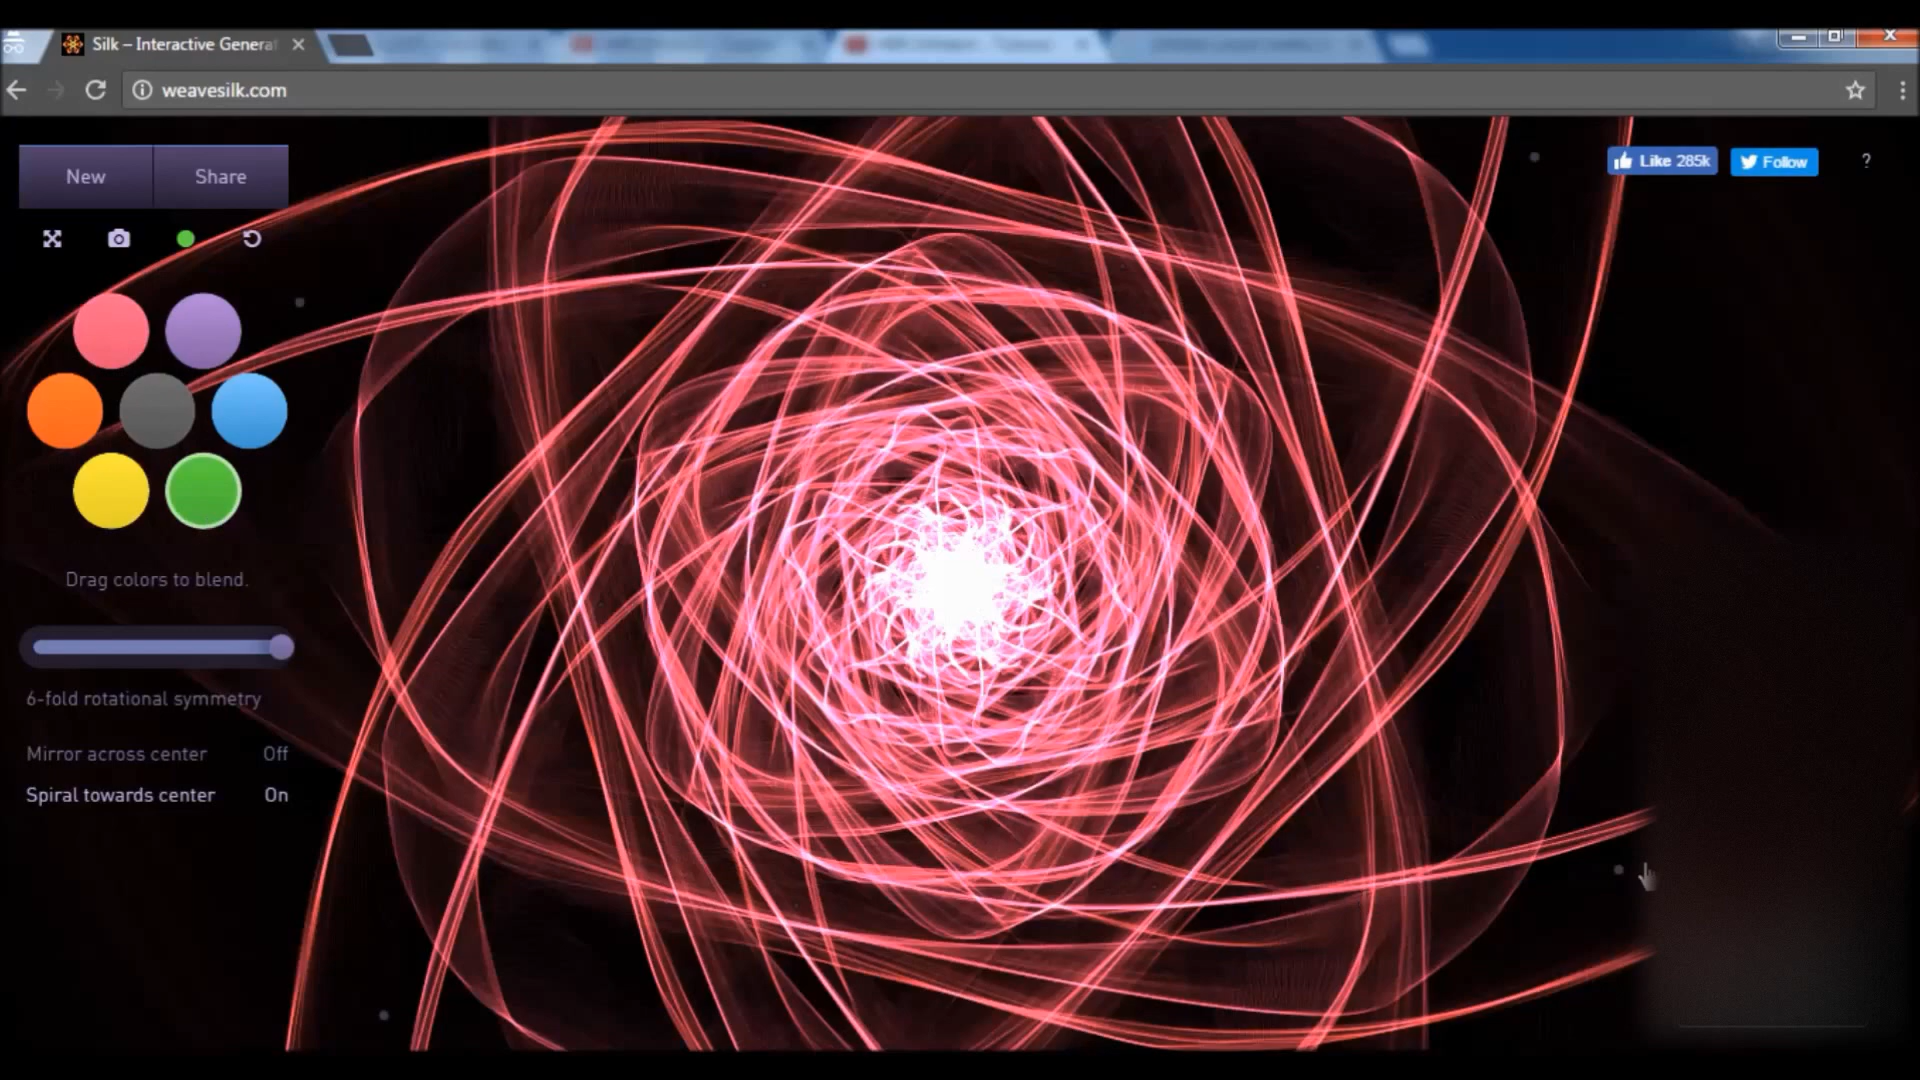 Silk – Interactive Genera
weavesilk.com
New
Share
Like 285k
Follow
?
Drag colors to blend.
6-fold rotational symmetry
Mirror across center Off
Spiral towards center On